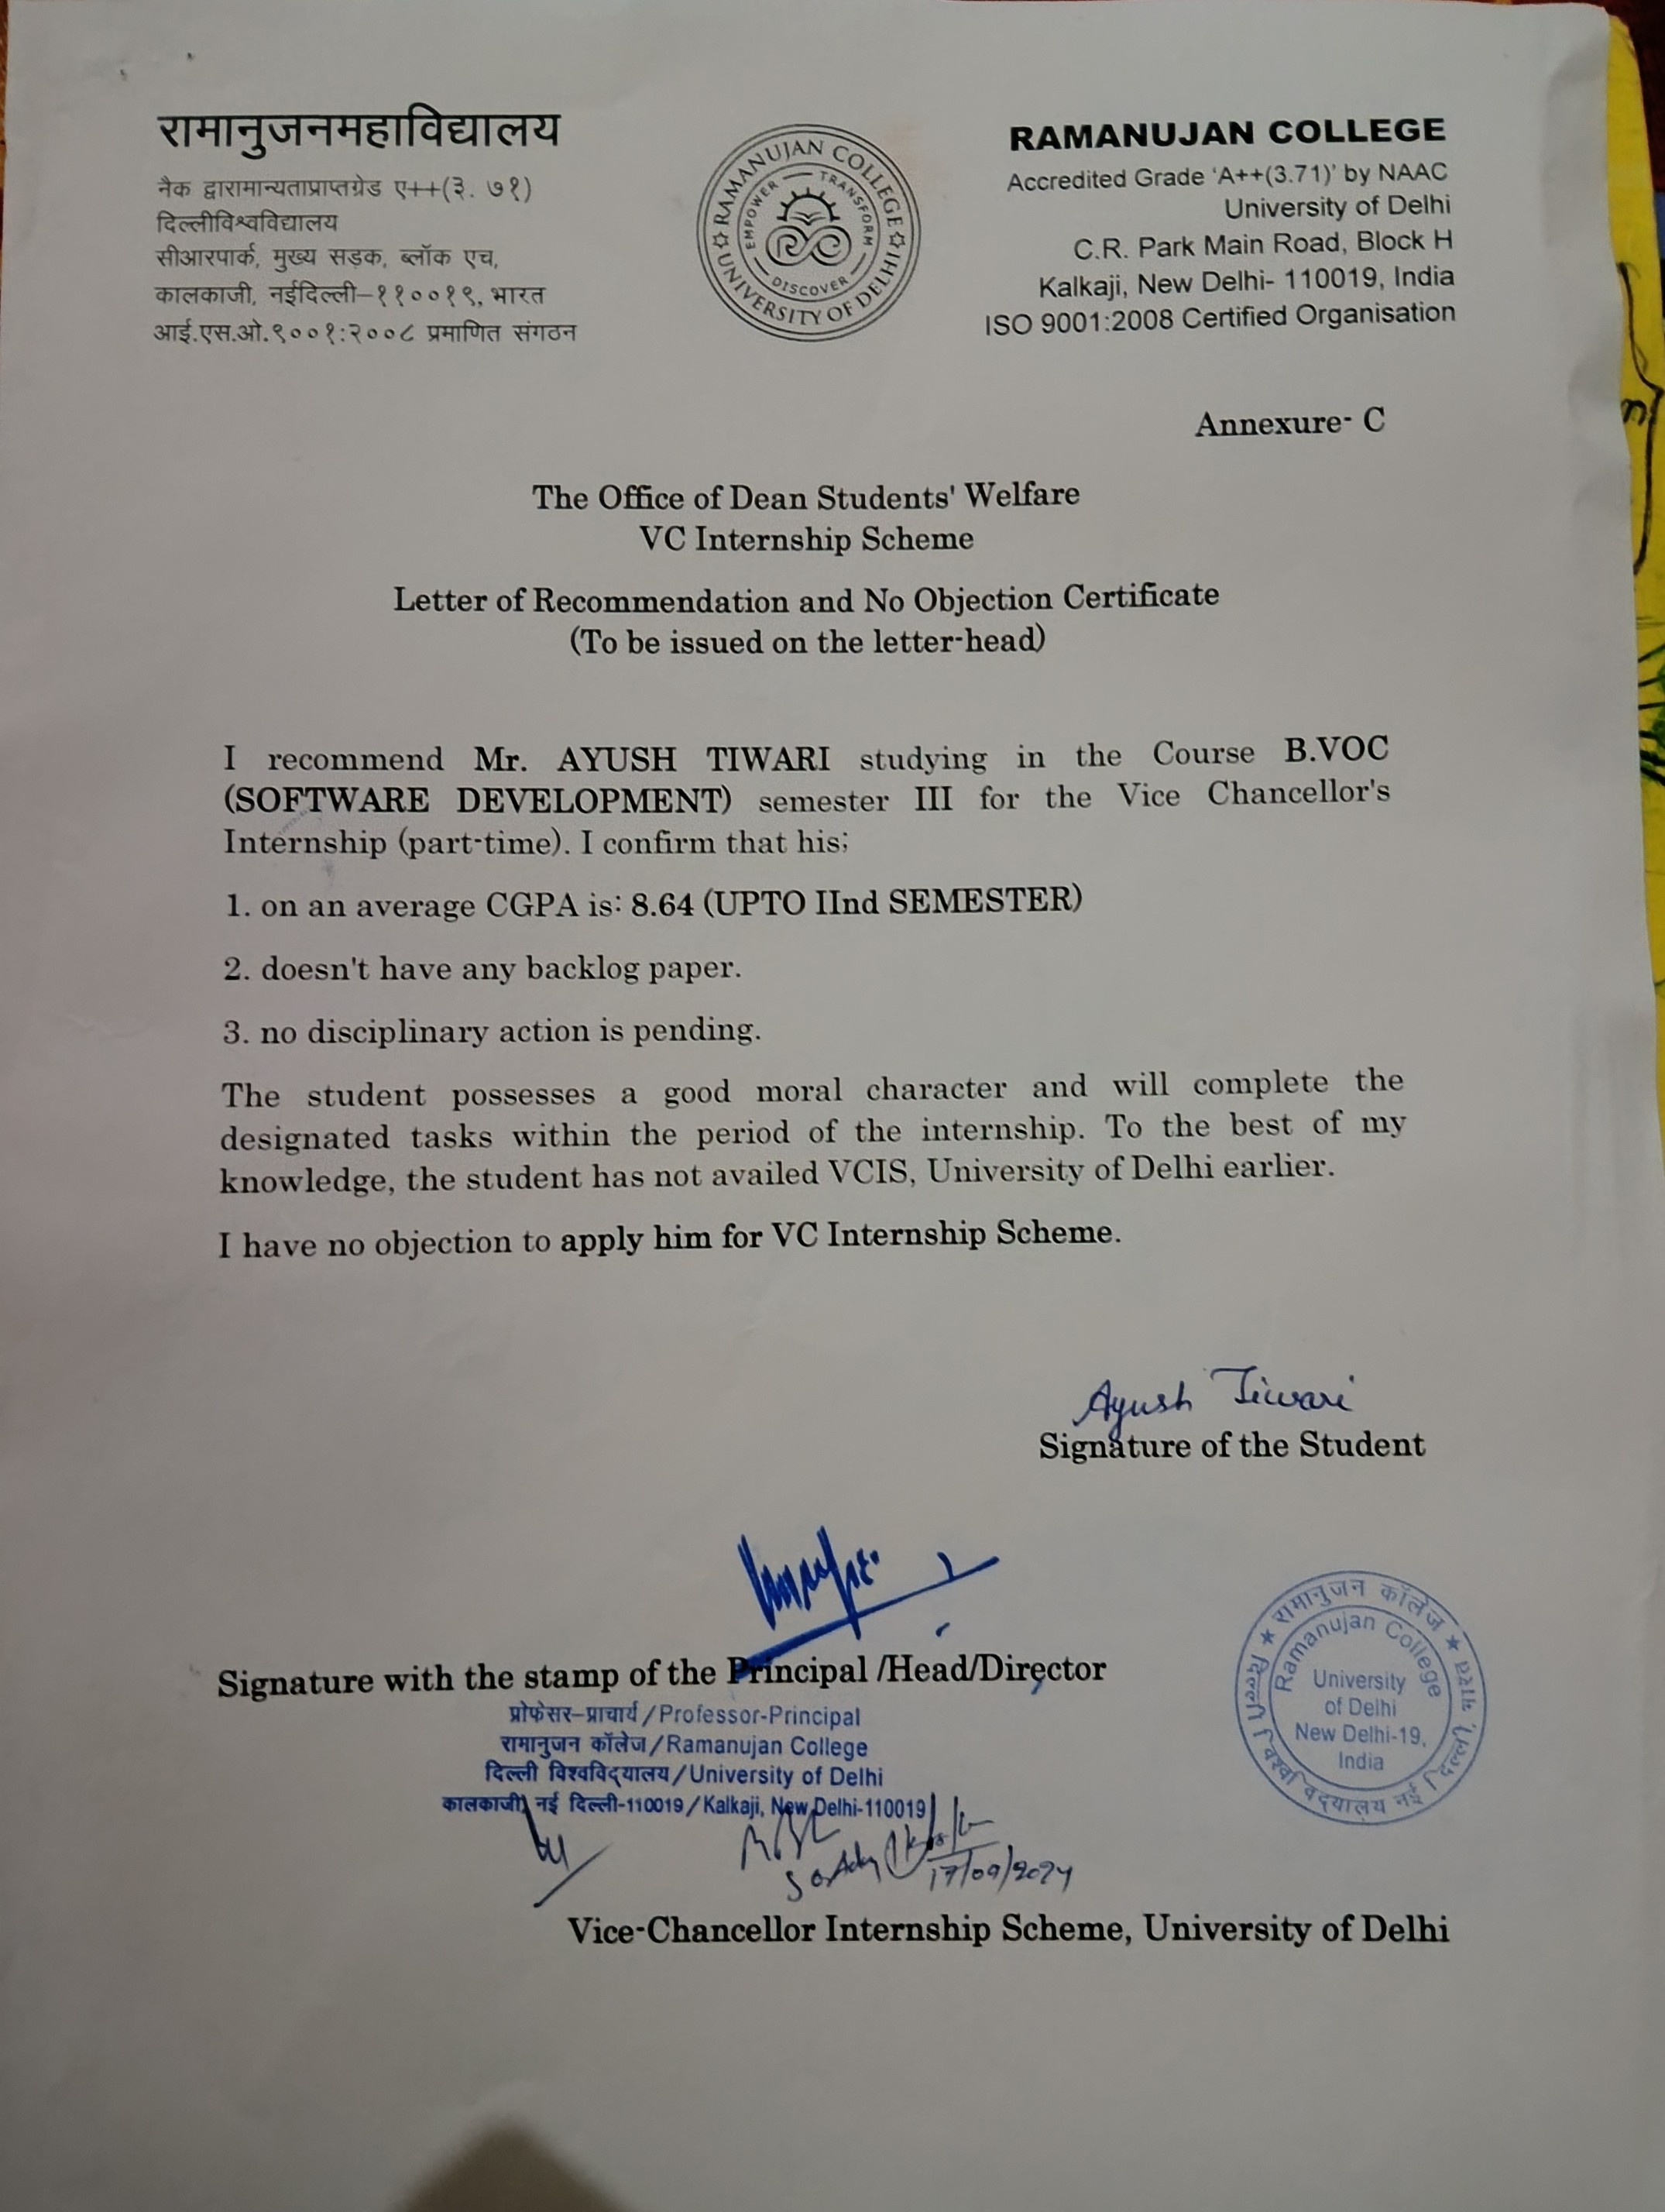 रामानुजनमहाविद्यालय
नैक द्वारामान्यताप्राप्तग्रेड ए++(३. ७१)
दिल्लीविश्वविद्यालय
सीआरपार्क, मुख्य सड़क, ब्लॉक एच,
कालकाजी, नईदिल्ली–११००१९, भारत
आई.एस.ओ.९००१:२००८ प्रमाणित संगठन
RAMANUJAN COLLEGE
UNIVERSITY OF DELHI
EMPOWER TRANSFORM DISCOVER
RAMANUJAN COLLEGE
Accredited Grade 'A++(3.71)' by NAAC
University of Delhi
C.R. Park Main Road, Block H
Kalkaji, New Delhi- 110019, India
ISO 9001:2008 Certified Organisation
Annexure- C
The Office of Dean Students' Welfare
VC Internship Scheme
Letter of Recommendation and No Objection Certificate
(To be issued on the letter-head)
I recommend Mr. AYUSH TIWARI studying in the Course B.VOC
(SOFTWARE DEVELOPMENT) semester III for the Vice Chancellor's
Internship (part-time). I confirm that his;
1. on an average CGPA is: 8.64 (UPTO IInd SEMESTER)
2. doesn't have any backlog paper.
3. no disciplinary action is pending.
The student possesses a good moral character and will complete the
designated tasks within the period of the internship. To the best of my
knowledge, the student has not availed VCIS, University of Delhi earlier.
I have no objection to apply him for VC Internship Scheme.
Ayush Tiwari
Signature of the Student
Signature with the stamp of the Principal /Head/Director
प्रोफेसर–प्राचार्य/Professor-Principal
रामानुजन कॉलेज/Ramanujan College
दिल्ली विश्वविद्यालय/University of Delhi
कालकाजी, नई दिल्ली-110019/Kalkaji, New Delhi-110019
रामानुजन कॉलेज
दिल्ली विश्वविद्यालय नई दिल्ली, भारत
Ramanujan College
University
of Delhi
New Delhi-19,
India
17/09/2024
Vice-Chancellor Internship Scheme, University of Delhi